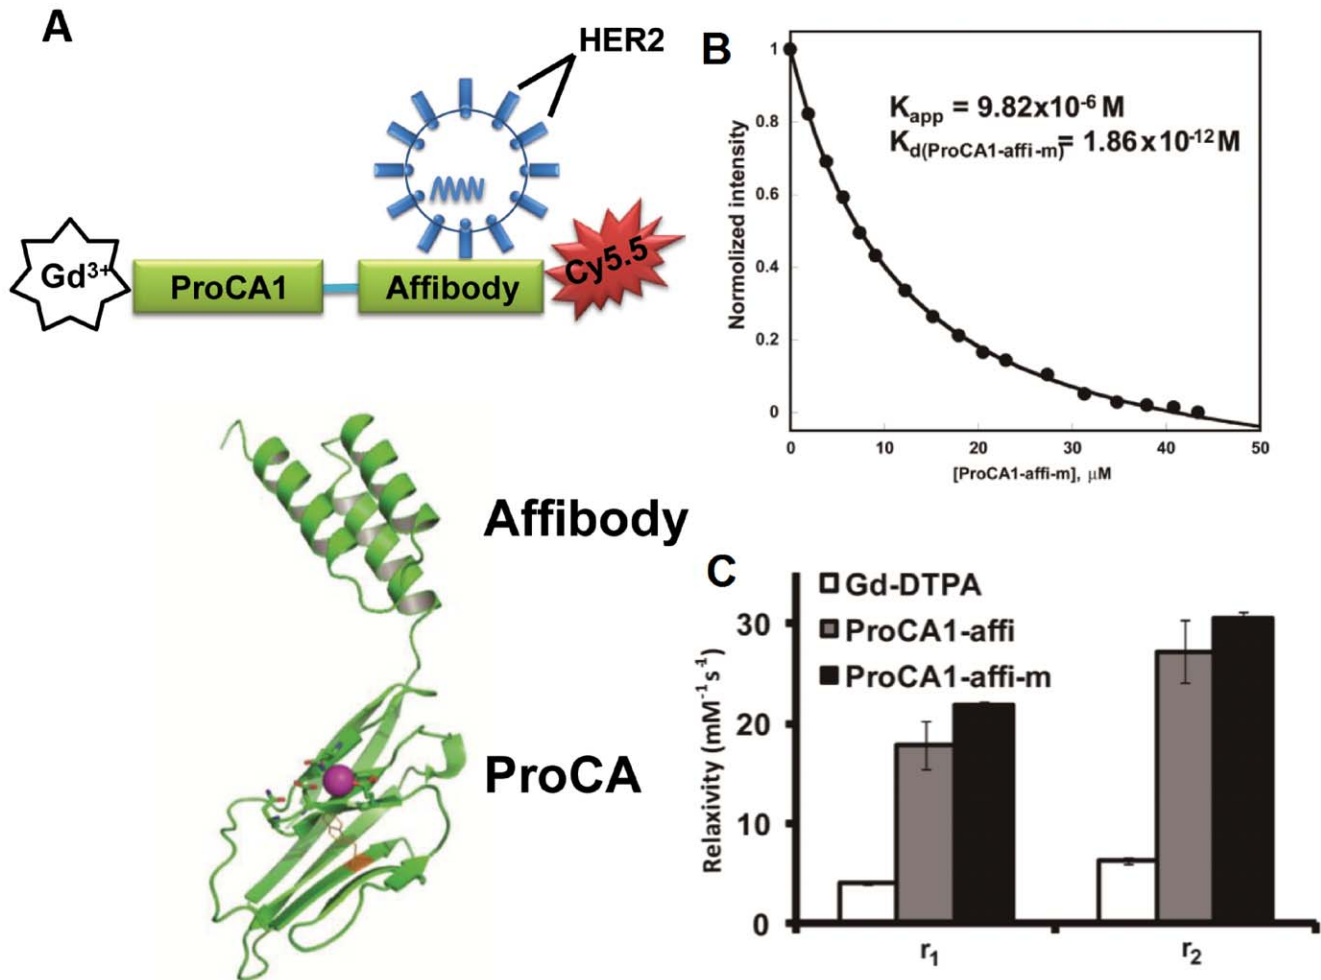 A
HER2
Gd³⁺
ProCA1
Affibody
Cy5.5
Affibody
ProCA
B
Kapp = 9.82x10⁻⁶ M
Kd(ProCA1-affi-m)= 1.86x10⁻¹² M
Normalized intensity
1
0.8
0.6
0.4
0.2
0
0 10 20 30 40 50
[ProCA1-affi-m], μM
C
Gd-DTPA
ProCA1-affi
ProCA1-affi-m
Relaxivity (mM⁻¹s⁻¹)
30
20
10
0
r₁ r₂